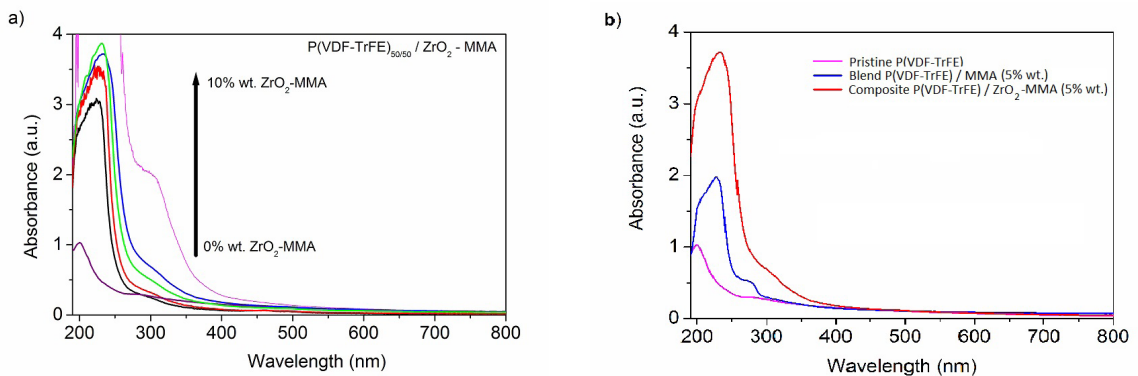 a)
P(VDF-TrFE)50/50 / ZrO2 - MMA
10% wt. ZrO2-MMA
0% wt. ZrO2-MMA
Absorbance (a.u.)
4
3
2
1
0
200 300 400 500 600 700 800
Wavelength (nm)
b)
Pristine P(VDF-TrFE)
Blend P(VDF-TrFE) / MMA (5% wt.)
Composite P(VDF-TrFE) / ZrO2-MMA (5% wt.)
Absorbance (a.u.)
4
3
2
1
0
200 300 400 500 600 700 800
Wavelength (nm)